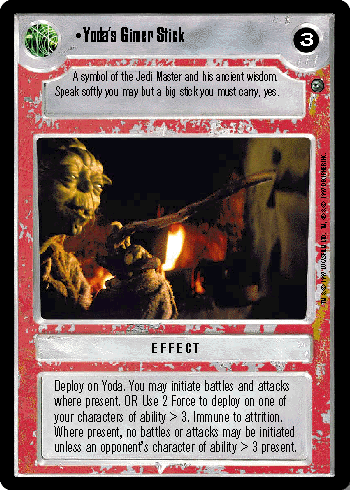 •Yoda's Gimer Stick
3
A symbol of the Jedi Master and his ancient wisdom.
Speak softly you may but a big stick you must carry, yes.
EFFECT
Deploy on Yoda. You may initiate battles and attacks
where present. OR Use 2 Force to deploy on one of
your characters of ability > 3. Immune to attrition.
Where present, no battles or attacks may be initiated
unless an opponent's character of ability > 3 present.